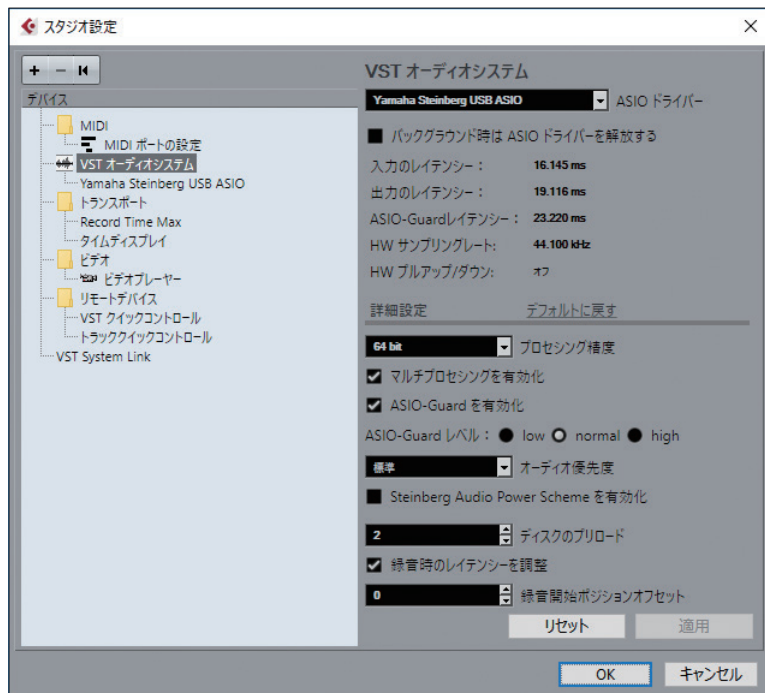 スタジオ設定
デバイス
MIDI
MIDI ポートの設定
VST オーディオシステム
Yamaha Steinberg USB ASIO
トランスポート
Record Time Max
タイムディスプレイ
ビデオ
ビデオプレーヤー
リモートデバイス
VST クイックコントロール
トラッククイックコントロール
VST System Link
VST オーディオシステム
Yamaha Steinberg USB ASIO ASIO ドライバー
バックグラウンド時は ASIO ドライバーを解放する
入力のレイテンシー： 16.145 ms
出力のレイテンシー： 19.116 ms
ASIO-Guardレイテンシー： 23.220 ms
HW サンプリングレート: 44.100 kHz
HW プルアップ/ダウン: オフ
詳細設定 デフォルトに戻す
64 bit プロセシング精度
マルチプロセシングを有効化
ASIO-Guard を有効化
ASIO-Guard レベル： low normal high
標準 オーディオ優先度
Steinberg Audio Power Scheme を有効化
2 ディスクのプリロード
録音時のレイテンシーを調整
0 録音開始ポジションオフセット
リセット 適用
OK キャンセル